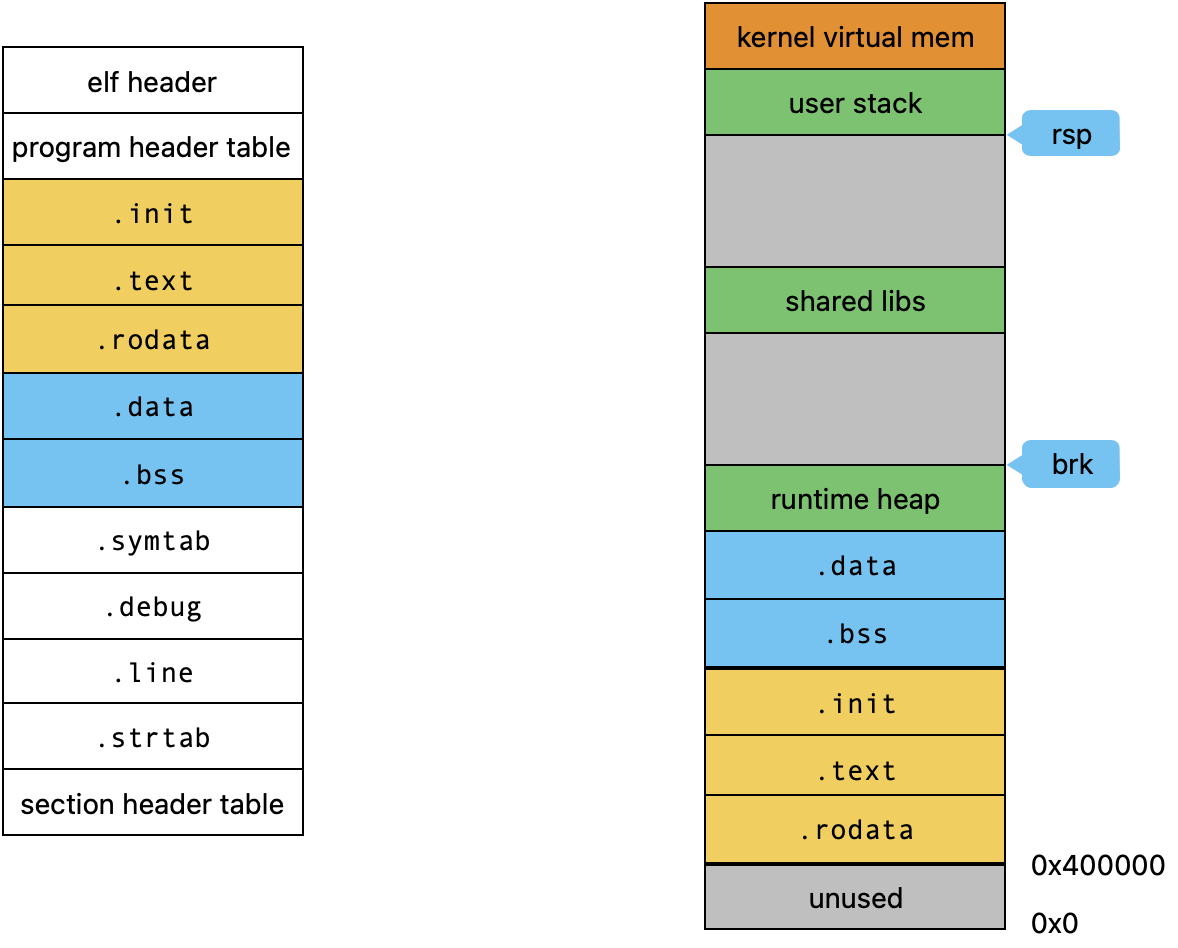 elf header
program header table
.init
.text
.rodata
.data
.bss
.symtab
.debug
.line
.strtab
section header table
kernel virtual mem
user stack
rsp
shared libs
brk
runtime heap
.data
.bss
.init
.text
.rodata
0x400000
unused
0x0